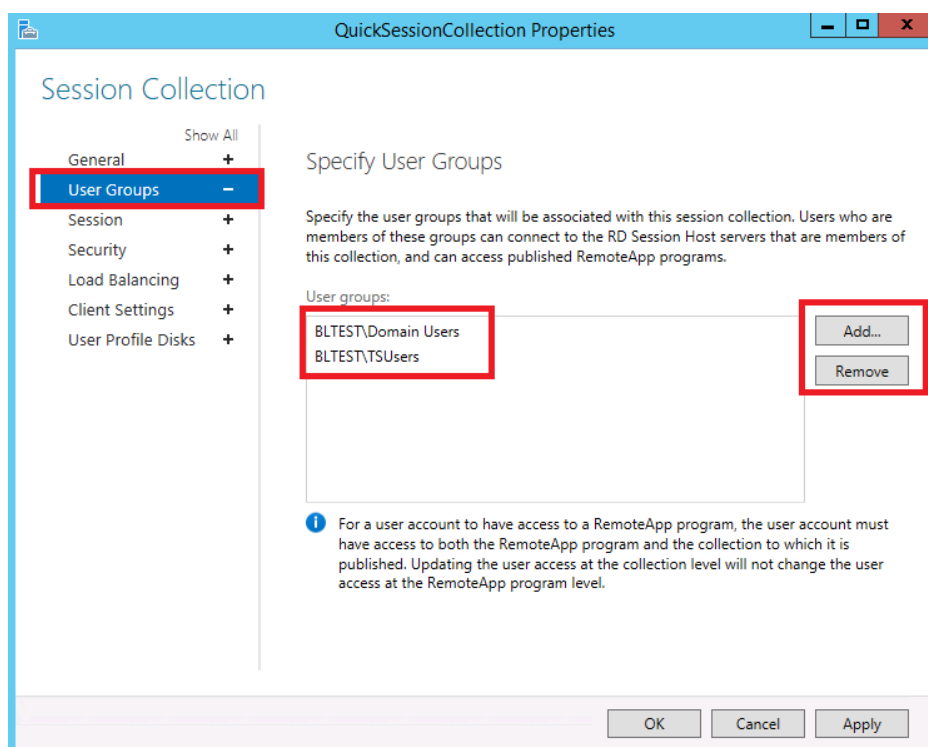 QuickSessionCollection Properties
Session Collection
Show All
General +
User Groups −
Session +
Security +
Load Balancing +
Client Settings +
User Profile Disks +
Specify User Groups
Specify the user groups that will be associated with this session collection. Users who are
members of these groups can connect to the RD Session Host servers that are members of
this collection, and can access published RemoteApp programs.
User groups:
BLTEST\Domain Users
BLTEST\TSUsers
Add...
Remove
For a user account to have access to a RemoteApp program, the user account must
have access to both the RemoteApp program and the collection to which it is
published. Updating the user access at the collection level will not change the user
access at the RemoteApp program level.
OK Cancel Apply